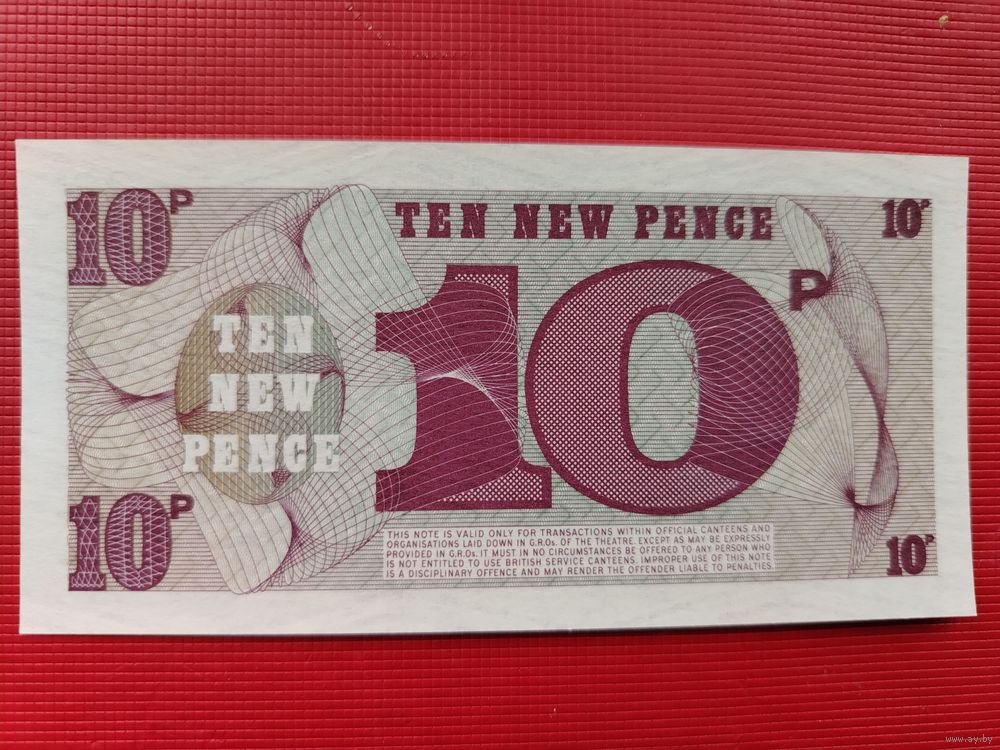 10P
TEN NEW PENCE
10P
10P
TEN
NEW
PENCE
10P
THIS NOTE IS VALID ONLY FOR TRANSACTIONS WITHIN OFFICIAL CANTEENS AND
ORGANISATIONS LAID DOWN IN G.R.Os. OF THE THEATRE. EXCEPT AS MAY BE EXPRESSLY
PROVIDED IN G.R.Os. IT MUST IN NO CIRCUMSTANCES BE OFFERED TO ANY PERSON WHO
IS NOT ENTITLED TO USE BRITISH SERVICE CANTEENS. IMPROPER USE OF THIS NOTE
IS A DISCIPLINARY OFFENCE AND MAY RENDER THE OFFENDER LIABLE TO PENALTIES.
10P
www.ay.by